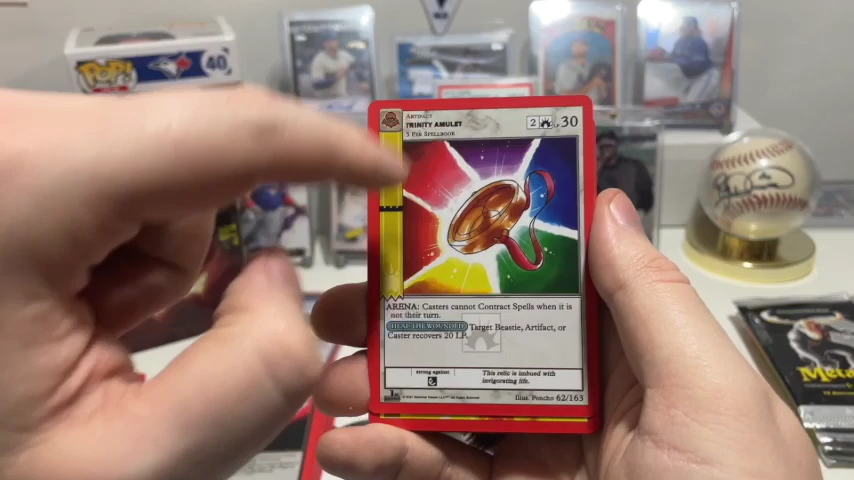 POP!
40
ARTIFACT
TRINITY AMULET
3 PER SPELLBOOK
2
LP 30
ARENA: Casters cannot Contract Spells when it is
not their turn.
HEAL THE WOUNDED Target Beastie, Artifact, or
Caster recovers 20 LP.
strong against
This relic is imbued with
invigorating life.
Illus. Poncho 62/163
Meta